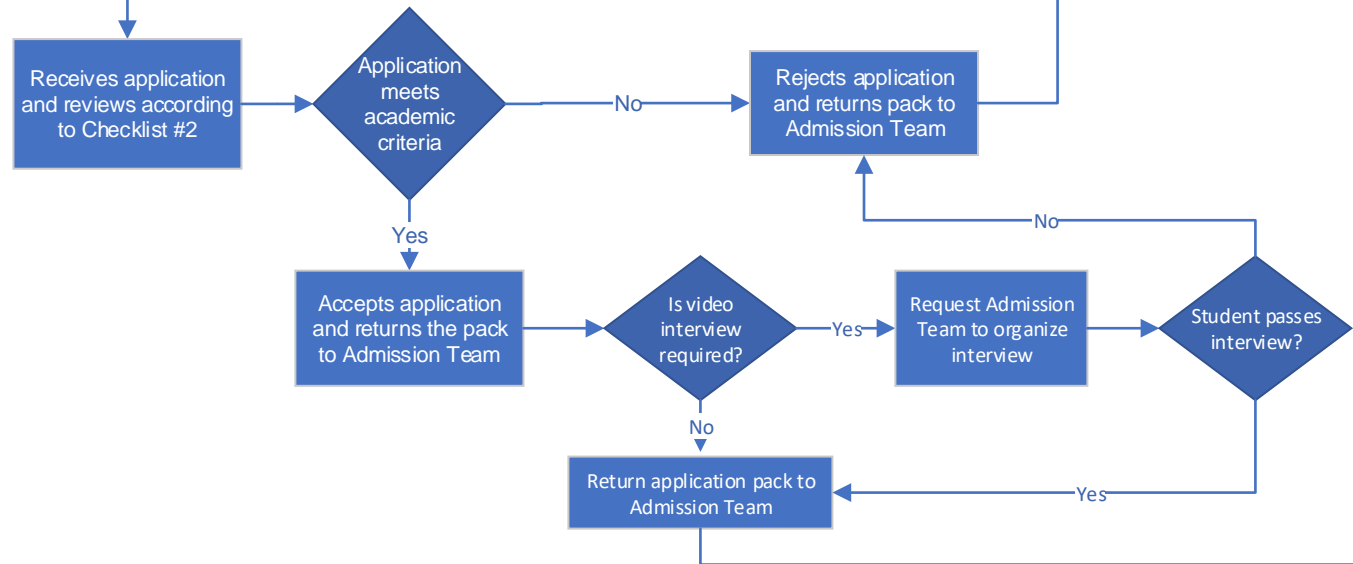 Receives application
and reviews according
to Checklist #2
Application
meets
academic
criteria
No
Rejects application
and returns pack to
Admission Team
Yes
No
Accepts application
and returns the pack
to Admission Team
Is video
interview
required?
Yes
Request Admission
Team to organize
interview
Student passes
interview?
No
Return application pack to
Admission Team
Yes